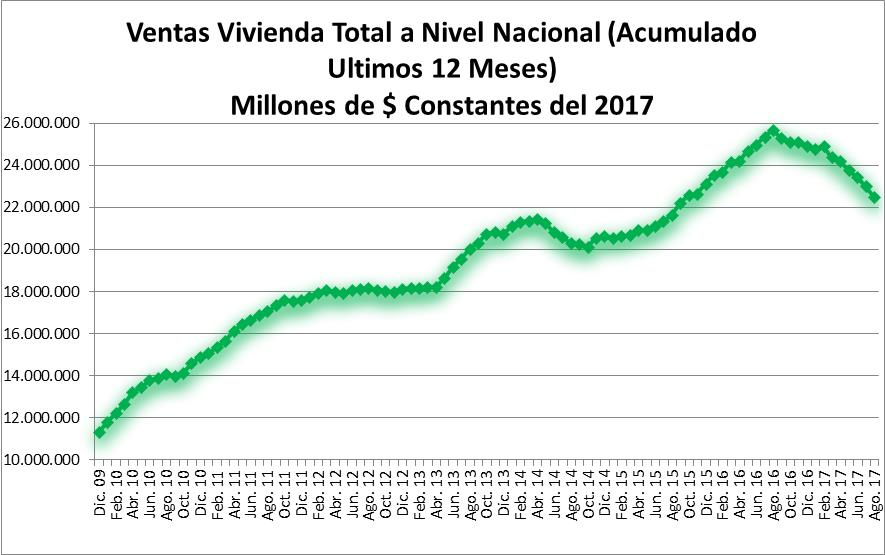 Ventas Vivienda Total a Nivel Nacional (Acumulado
Ultimos 12 Meses)
Millones de $ Constantes del 2017
26.000.000
24.000.000
22.000.000
20.000.000
18.000.000
16.000.000
14.000.000
12.000.000
10.000.000
Dic. 09
Feb. 10
Abr. 10
Jun. 10
Ago. 10
Oct. 10
Dic. 10
Feb. 11
Abr. 11
Jun. 11
Ago. 11
Oct. 11
Dic. 11
Feb. 12
Abr. 12
Jun. 12
Ago. 12
Oct. 12
Dic. 12
Feb. 13
Abr. 13
Jun. 13
Ago. 13
Oct. 13
Dic. 13
Feb. 14
Abr. 14
Jun. 14
Ago. 14
Oct. 14
Dic. 14
Feb. 15
Abr. 15
Jun. 15
Ago. 15
Oct. 15
Dic. 15
Feb. 16
Abr. 16
Jun. 16
Ago. 16
Oct. 16
Dic. 16
Feb. 17
Abr. 17
Jun. 17
Ago. 17